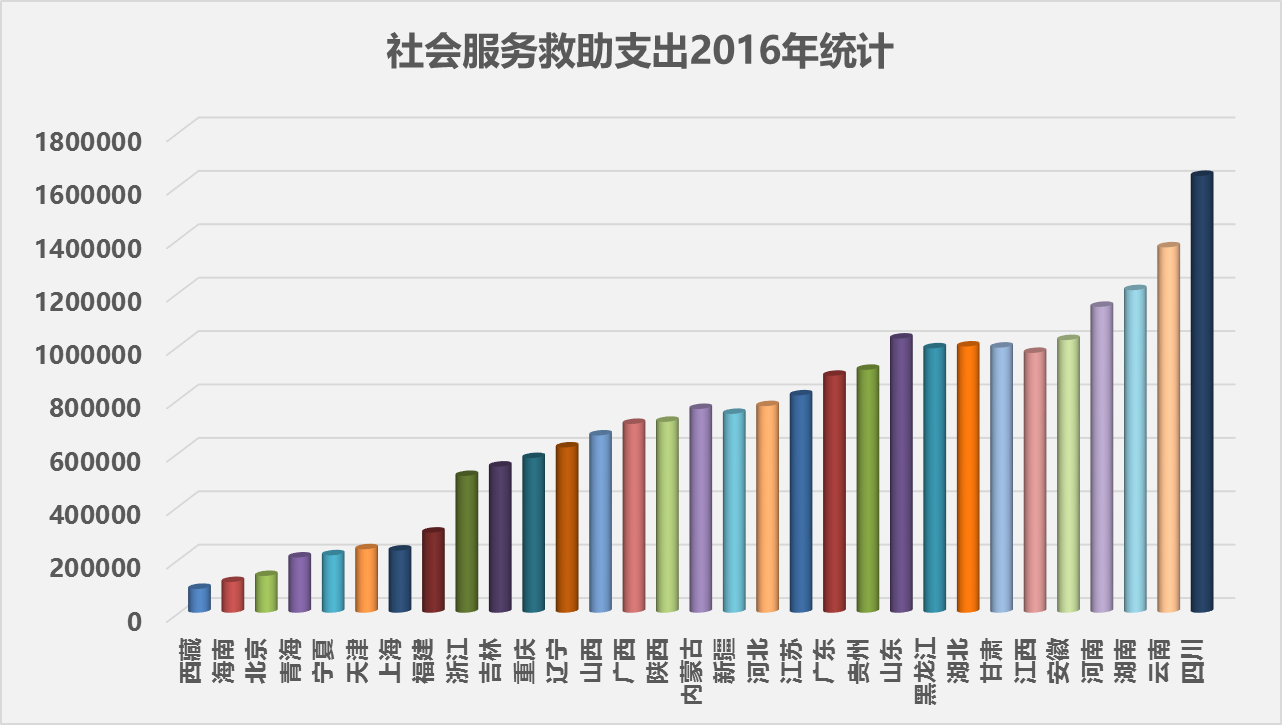 社会服务救助支出2016年统计
1800000
1600000
1400000
1200000
1000000
800000
600000
400000
200000
0
西藏
海南
北京
青海
宁夏
天津
上海
福建
浙江
吉林
重庆
辽宁
山西
广西
陕西
内蒙古
新疆
河北
江苏
广东
贵州
山东
黑龙江
湖北
甘肃
江西
安徽
河南
湖南
云南
四川